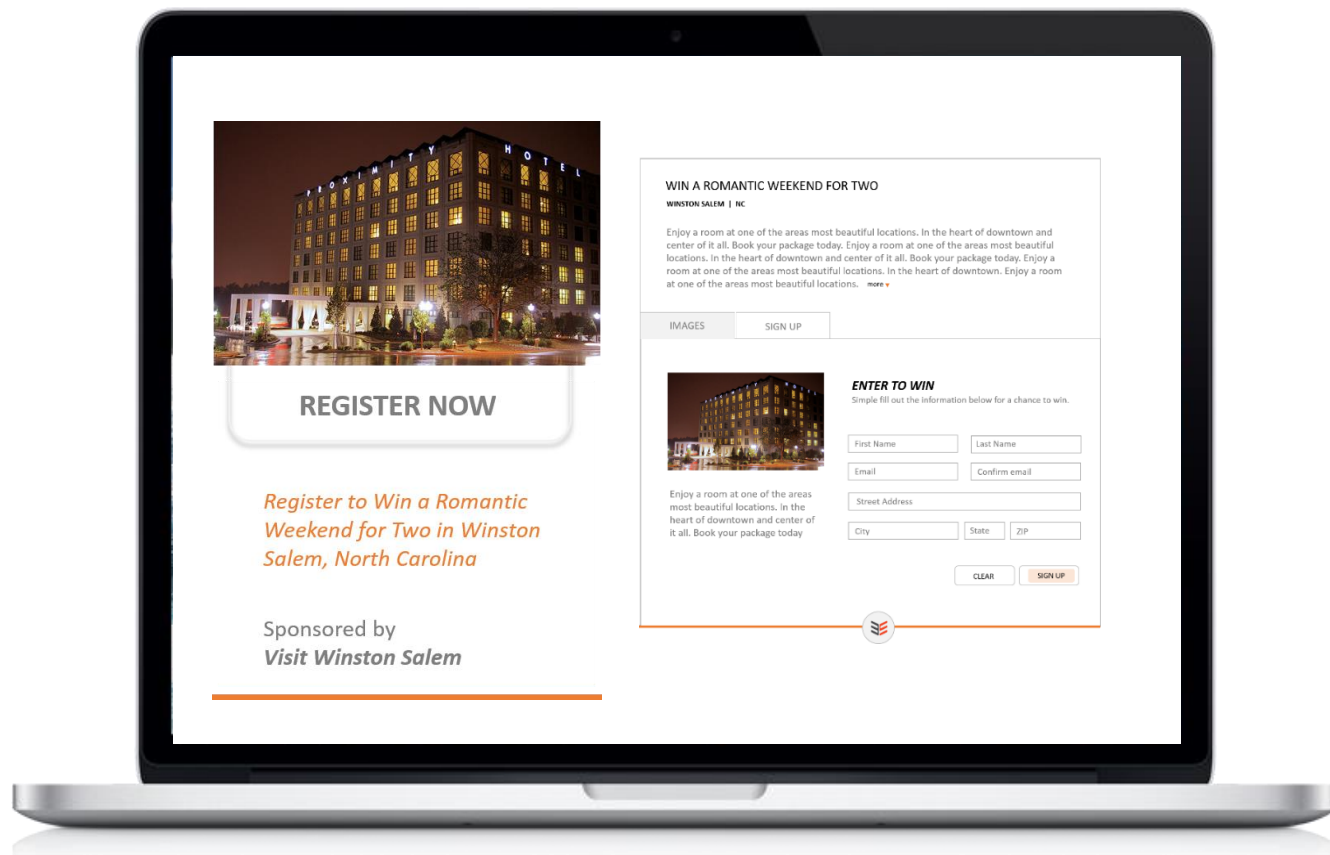 PROXIMITY HOTEL
REGISTER NOW
Register to Win a Romantic
Weekend for Two in Winston
Salem, North Carolina
Sponsored by
Visit Winston Salem
WIN A ROMANTIC WEEKEND FOR TWO
WINSTON SALEM | NC
Enjoy a room at one of the areas most beautiful locations. In the heart of downtown and
center of it all. Book your package today. Enjoy a room at one of the areas most beautiful
locations. In the heart of downtown and center of it all. Book your package today. Enjoy a
room at one of the areas most beautiful locations. In the heart of downtown. Enjoy a room
at one of the areas most beautiful locations. more
IMAGES
SIGN UP
Enjoy a room at one of the areas
most beautiful locations. In the
heart of downtown and center of
it all. Book your package today
ENTER TO WIN
Simple fill out the information below for a chance to win.
First Name
Last Name
Email
Confirm email
Street Address
City
State
ZIP
CLEAR
SIGN UP